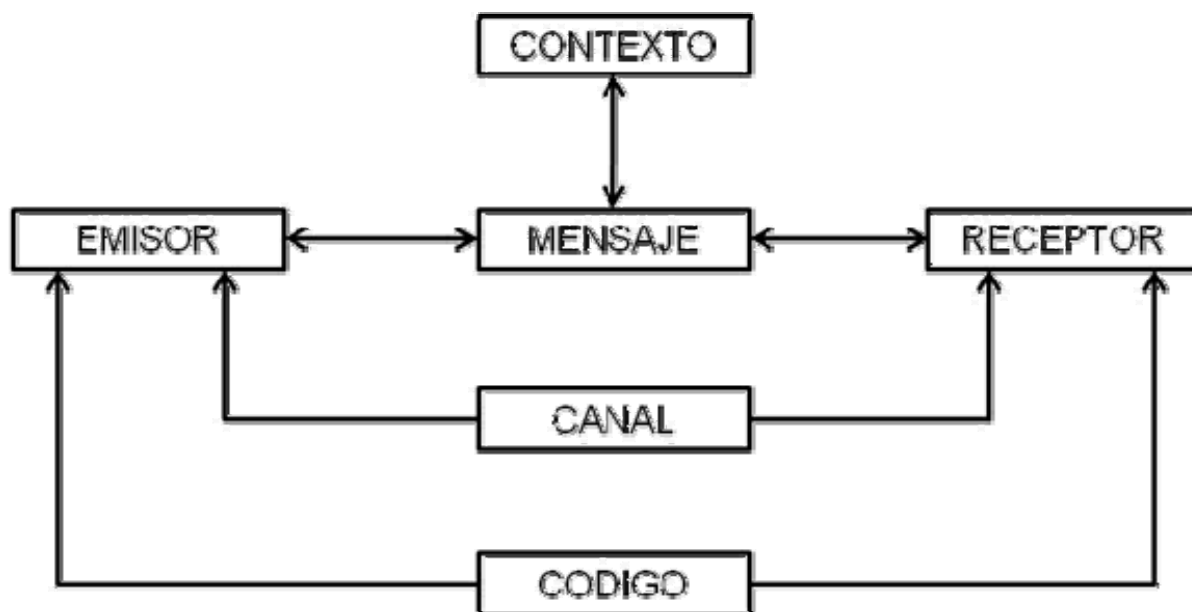 CONTEXTO
EMISOR
MENSAJE
RECEPTOR
CANAL
CODIGO